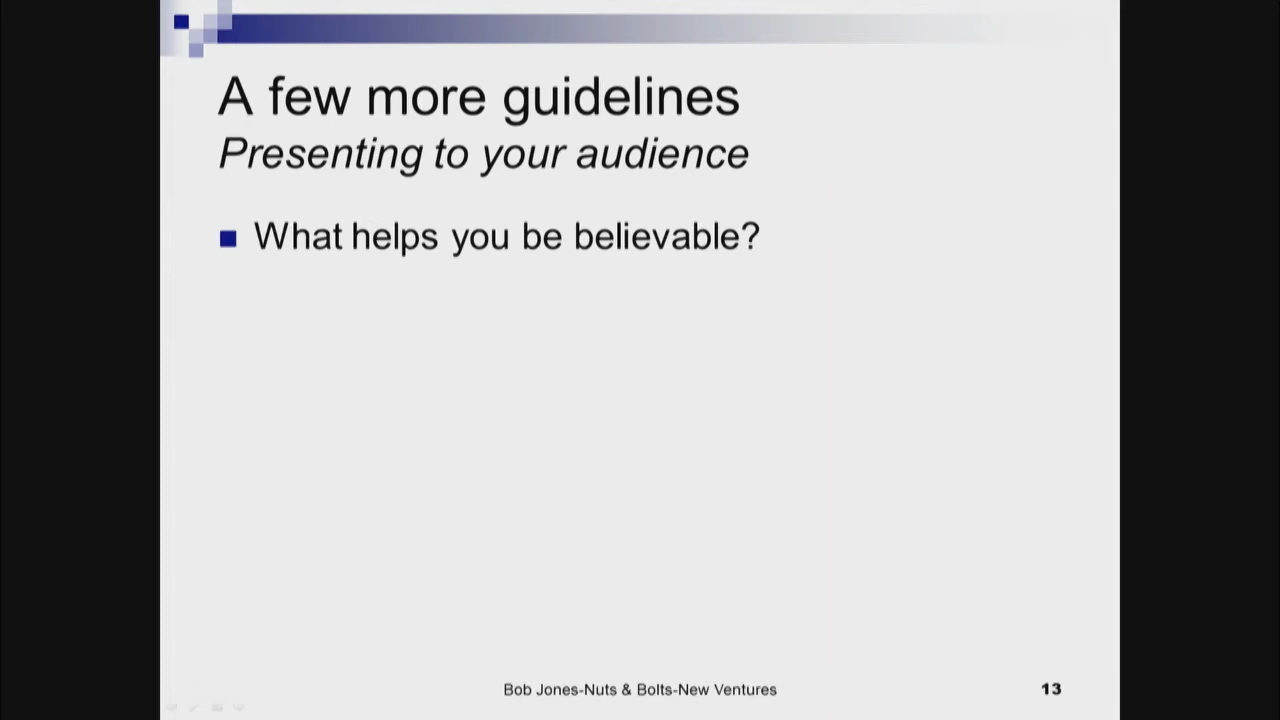 A few more guidelines
Presenting to your audience
What helps you be believable?
Bob Jones-Nuts & Bolts-New Ventures
13